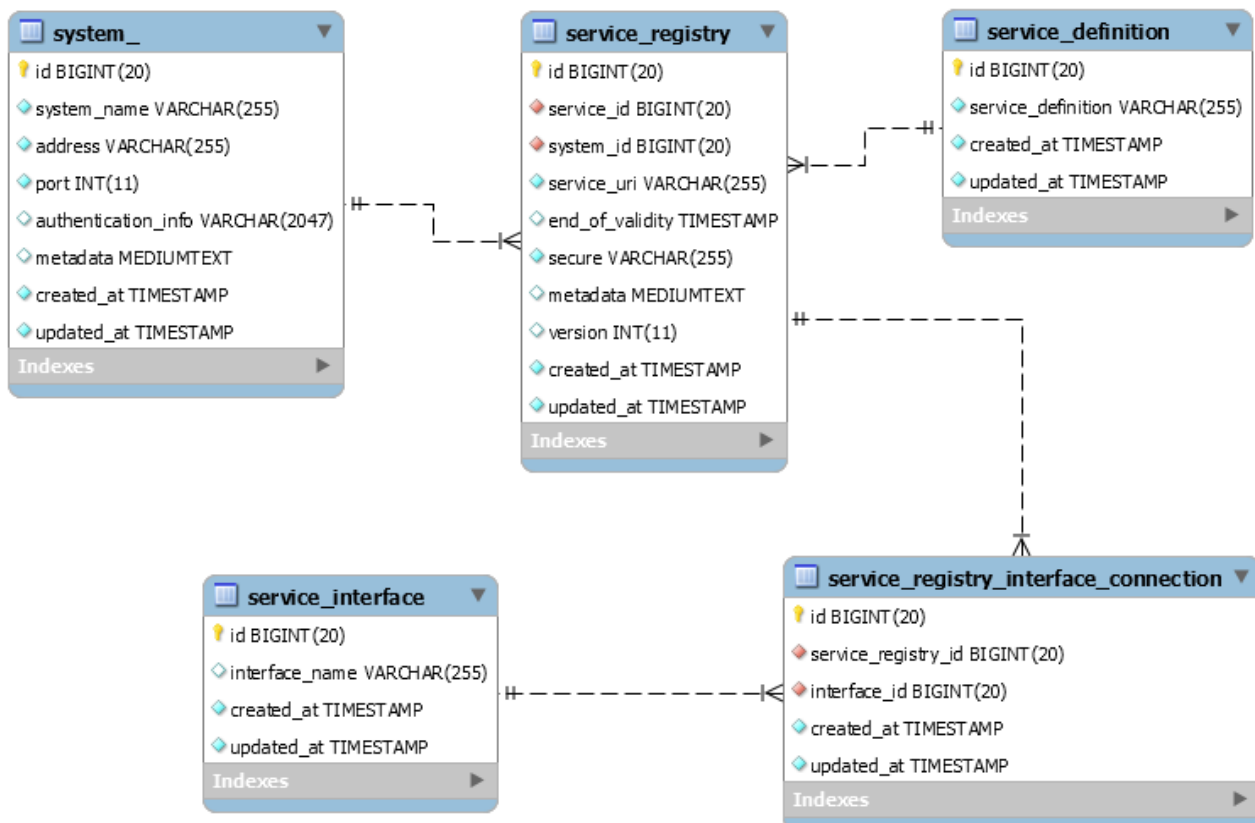 system_
id BIGINT(20)
system_name VARCHAR(255)
address VARCHAR(255)
port INT(11)
authentication_info VARCHAR(2047)
metadata MEDIUMTEXT
created_at TIMESTAMP
updated_at TIMESTAMP
Indexes
service_registry
id BIGINT(20)
service_id BIGINT(20)
system_id BIGINT(20)
service_uri VARCHAR(255)
end_of_validity TIMESTAMP
secure VARCHAR(255)
metadata MEDIUMTEXT
version INT(11)
created_at TIMESTAMP
updated_at TIMESTAMP
Indexes
service_definition
id BIGINT(20)
service_definition VARCHAR(255)
created_at TIMESTAMP
updated_at TIMESTAMP
Indexes
service_interface
id BIGINT(20)
interface_name VARCHAR(255)
created_at TIMESTAMP
updated_at TIMESTAMP
Indexes
service_registry_interface_connection
id BIGINT(20)
service_registry_id BIGINT(20)
interface_id BIGINT(20)
created_at TIMESTAMP
updated_at TIMESTAMP
Indexes